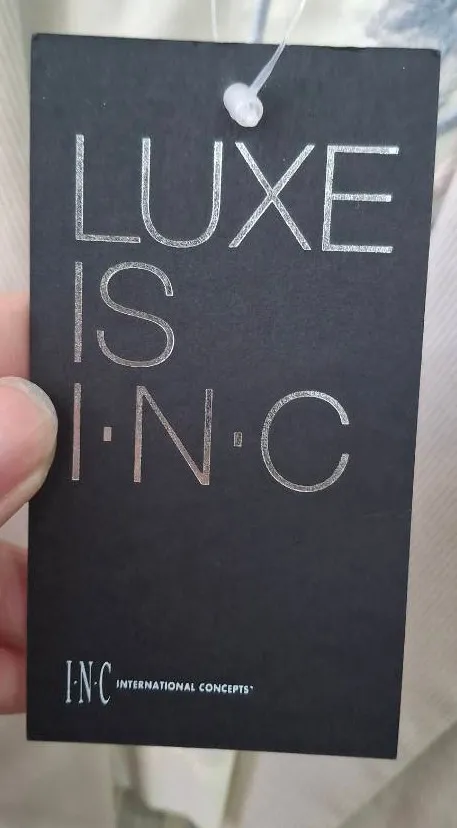 LUXE
IS
I·N·C
I·N·C INTERNATIONAL CONCEPTS